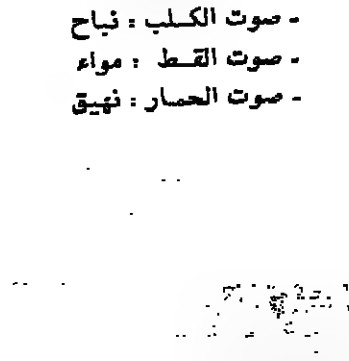 - صوت الكلب : نباح
- صوت القط : مواء
- صوت الحمار : نهيق